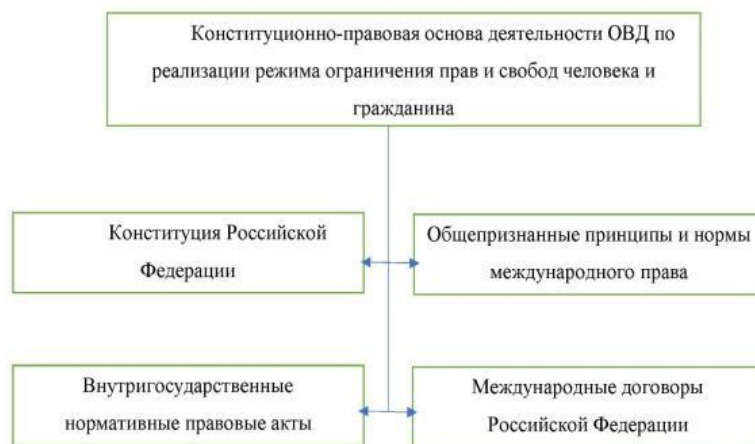 Конституционно-правовая основа деятельности ОВД по
реализации режима ограничения прав и свобод человека и
гражданина
Конституция Российской
Федерации
Общепризнанные принципы и нормы
международного права
Внутригосударственные
нормативные правовые акты
Международные договоры
Российской Федерации